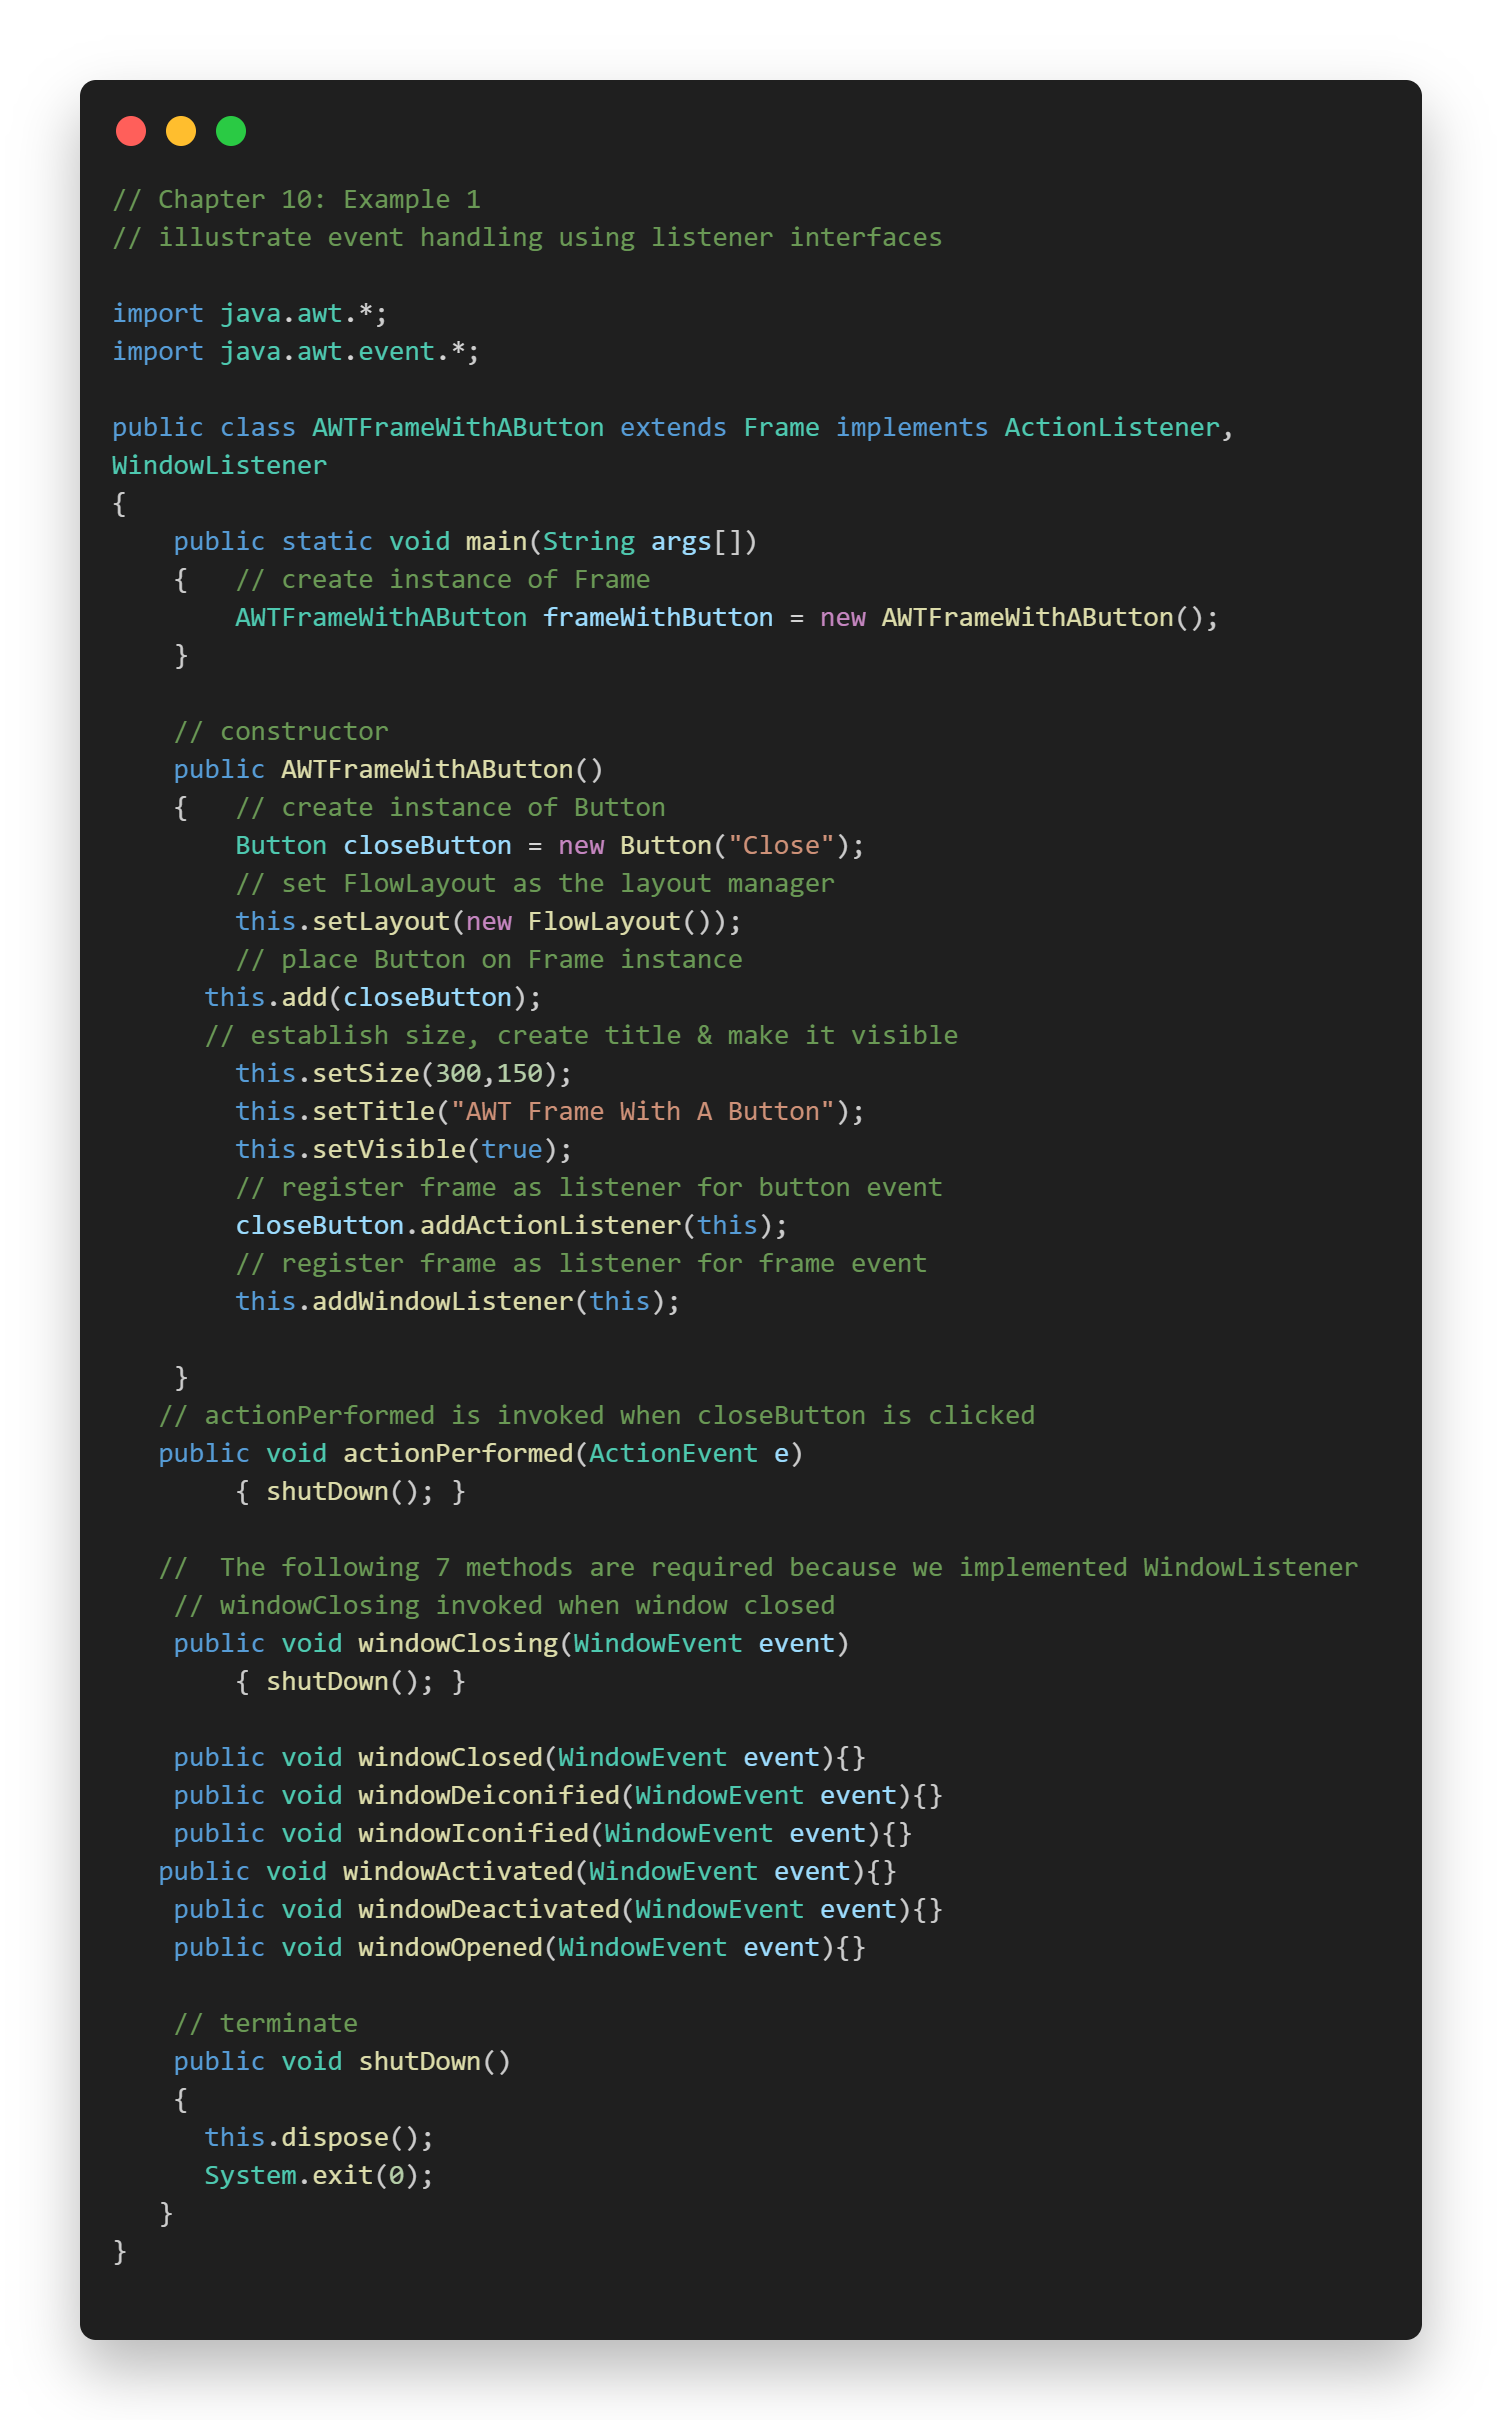 // Chapter 10: Example 1
// illustrate event handling using listener interfaces

import java.awt.*;
import java.awt.event.*;

public class AWTFrameWithAButton extends Frame implements ActionListener,
WindowListener
{
    public static void main(String args[])
    {   // create instance of Frame
        AWTFrameWithAButton frameWithButton = new AWTFrameWithAButton();
    }

    // constructor
    public AWTFrameWithAButton()
    {   // create instance of Button
        Button closeButton = new Button("Close");
        // set FlowLayout as the layout manager
        this.setLayout(new FlowLayout());
        // place Button on Frame instance
      this.add(closeButton);
      // establish size, create title & make it visible
        this.setSize(300,150);
        this.setTitle("AWT Frame With A Button");
        this.setVisible(true);
        // register frame as listener for button event
        closeButton.addActionListener(this);
        // register frame as listener for frame event
        this.addWindowListener(this);

    }
   // actionPerformed is invoked when closeButton is clicked
   public void actionPerformed(ActionEvent e)
        { shutDown(); }

   //  The following 7 methods are required because we implemented WindowListener
    // windowClosing invoked when window closed
    public void windowClosing(WindowEvent event)
        { shutDown(); }

    public void windowClosed(WindowEvent event){}
    public void windowDeiconified(WindowEvent event){}
    public void windowIconified(WindowEvent event){}
   public void windowActivated(WindowEvent event){}
    public void windowDeactivated(WindowEvent event){}
    public void windowOpened(WindowEvent event){}

    // terminate
    public void shutDown()
    {
      this.dispose();
      System.exit(0);
   }
}